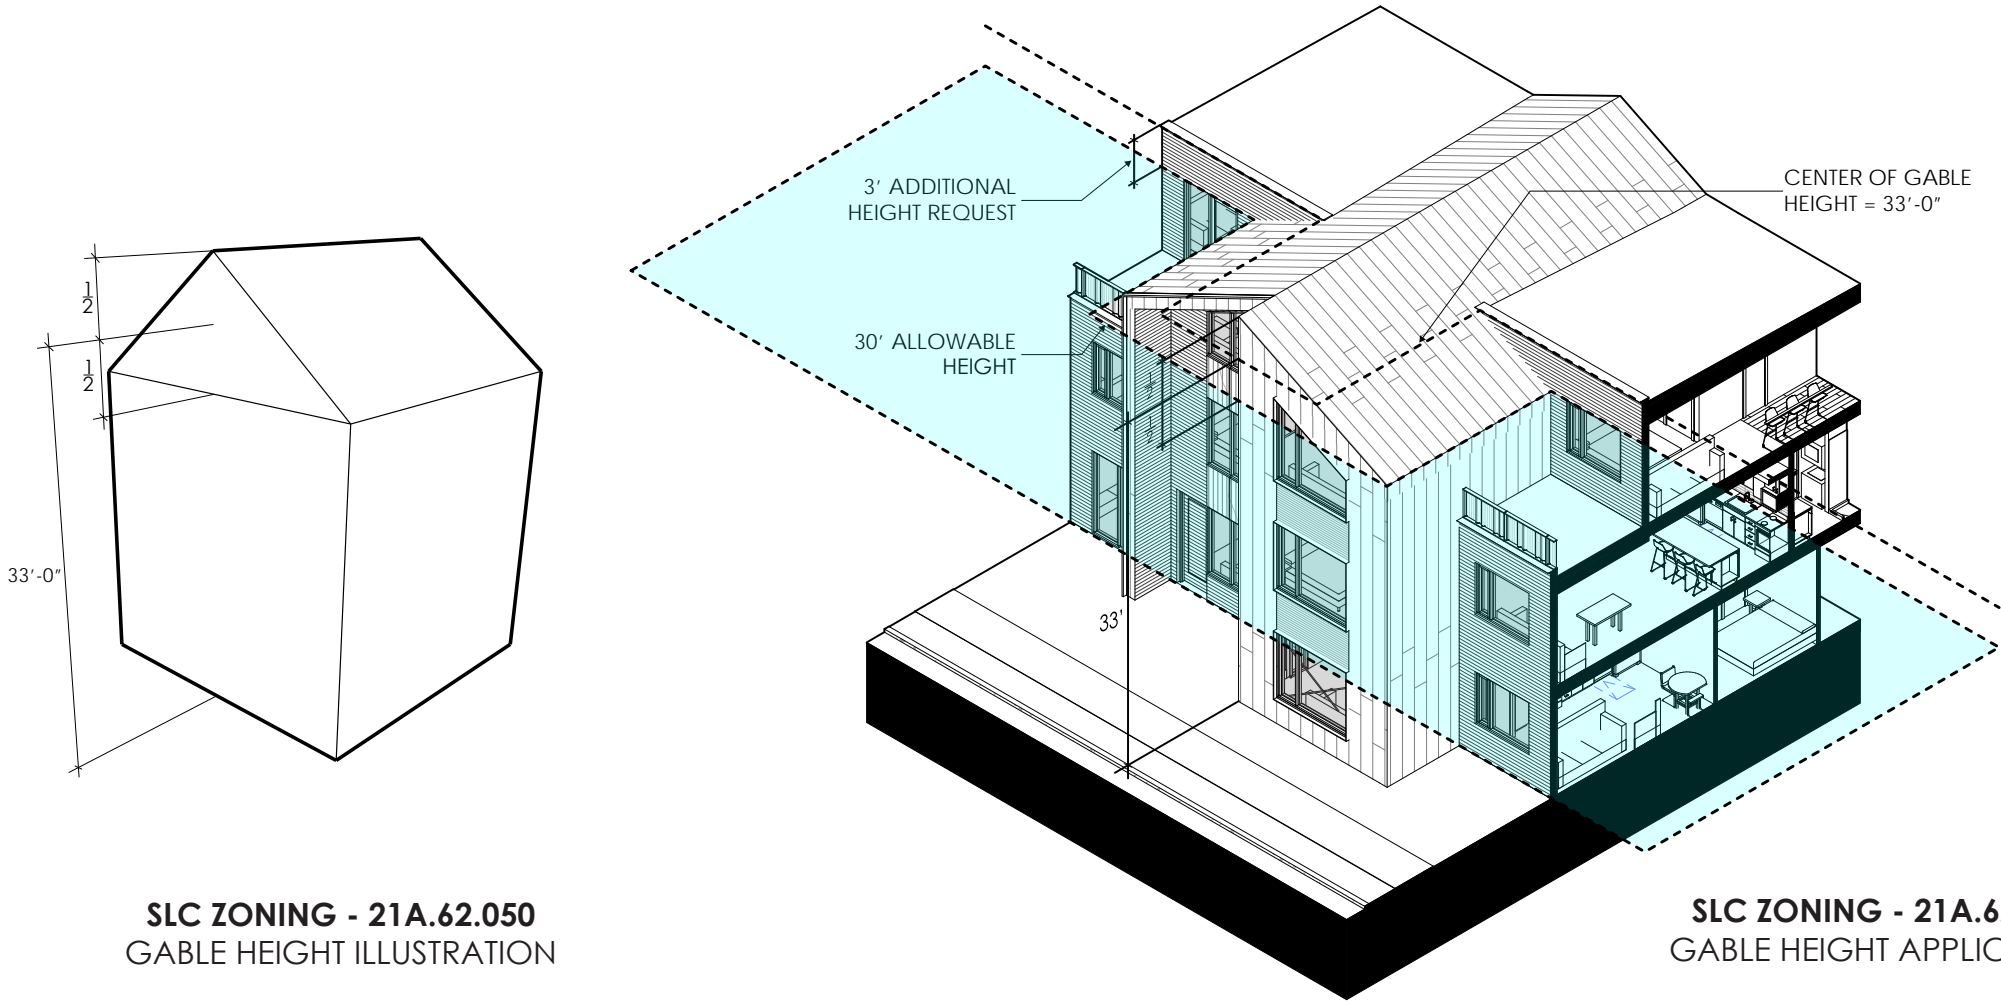 1
2
1
2
33'-0"
SLC ZONING - 21A.62.050
GABLE HEIGHT ILLUSTRATION
3' ADDITIONAL
HEIGHT REQUEST
30' ALLOWABLE
HEIGHT
CENTER OF GABLE
HEIGHT = 33'-0"
33'
SLC ZONING - 21A.6
GABLE HEIGHT APPLIC